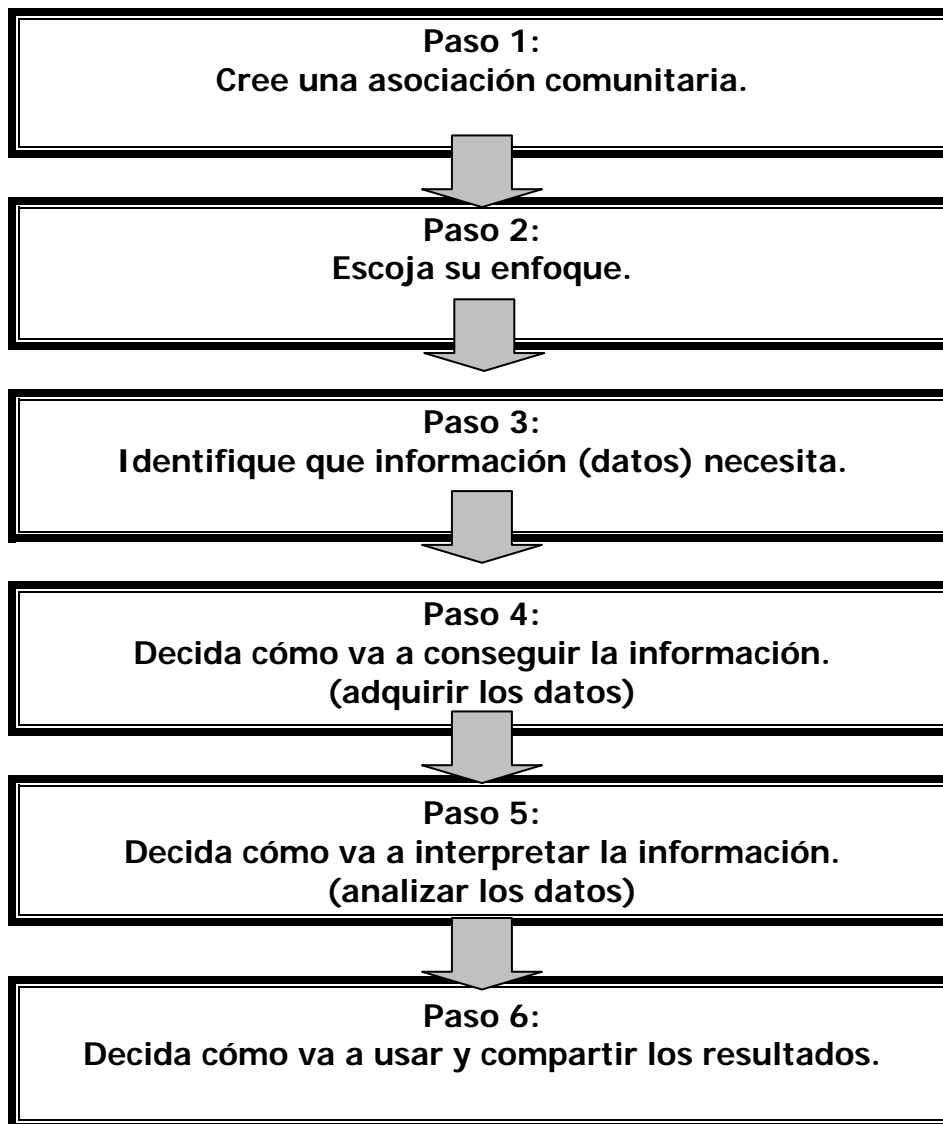 Paso 1:
Cree una asociación comunitaria.
Paso 2:
Escoja su enfoque.
Paso 3:
Identifique que información (datos) necesita.
Paso 4:
Decida cómo va a conseguir la información.
(adquirir los datos)
Paso 5:
Decida cómo va a interpretar la información.
(analizar los datos)
Paso 6:
Decida cómo va a usar y compartir los resultados.